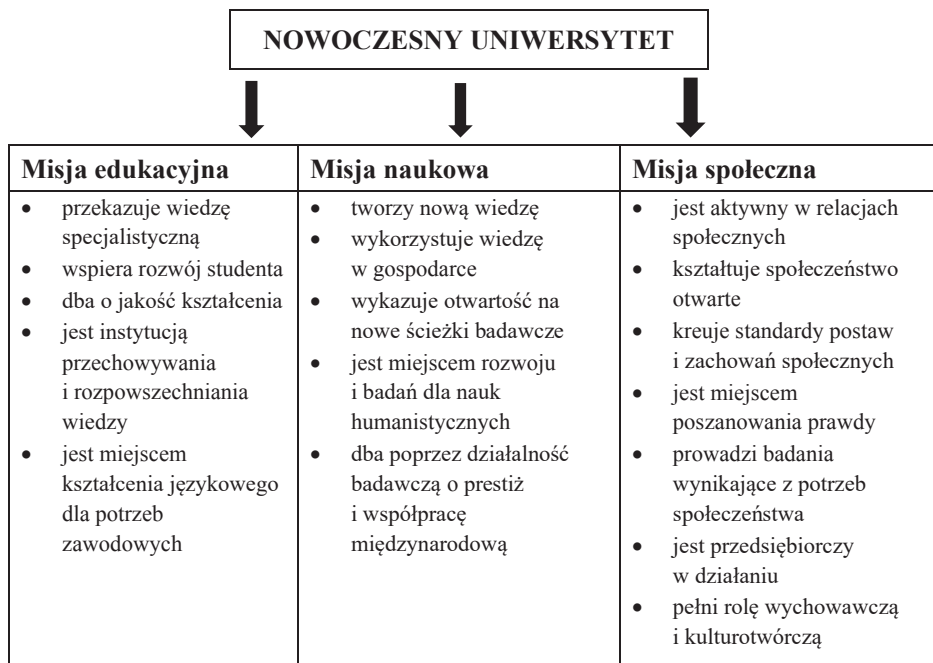 NOWOCZESNY UNIWERSYTET
Misja edukacyjna
• przekazuje wiedzę
specjalistyczną
• wspiera rozwój studenta
• dba o jakość kształcenia
• jest instytucją
przechowywania
i rozpowszechniania
wiedzy
• jest miejscem
kształcenia językowego
dla potrzeb
zawodowych
Misja naukowa
• tworzy nową wiedzę
• wykorzystuje wiedzę
w gospodarce
• wykazuje otwartość na
nowe ścieżki badawcze
• jest miejscem rozwoju
i badań dla nauk
humanistycznych
• dba poprzez działalność
badawczą o prestiż
i współpracę
międzynarodową
Misja społeczna
• jest aktywny w relacjach
społecznych
• kształtuje społeczeństwo
otwarte
• kreuje standardy postaw
i zachowań społecznych
• jest miejscem
poszanowania prawdy
• prowadzi badania
wynikające z potrzeb
społeczeństwa
• jest przedsiębiorczy
w działaniu
• pełni rolę wychowawczą
i kulturotwórczą